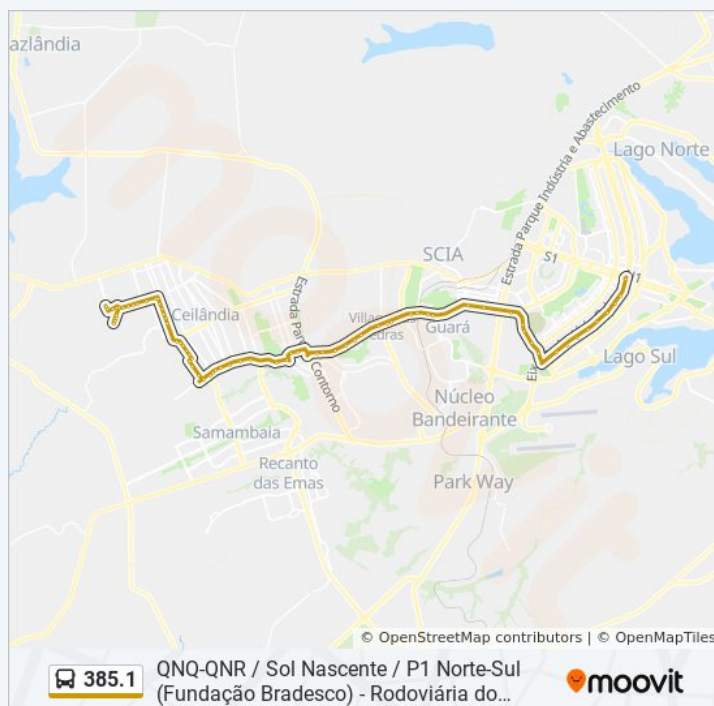 azlândia
Estrada Parque Indústria e Abastecimento
Lago Norte
SCIA
S1
Ceilândia
Estrada Par
Contorno
Guará
Lago Sul
Núcleo
Bandeirante
Samambaia
Recanto
das Emas
Park Way
© OpenStreetMap contributors | © OpenMapTiles
385.1
QNQ-QNR / Sol Nascente / P1 Norte-Sul
(Fundação Bradesco) - Rodoviária do...
moovit